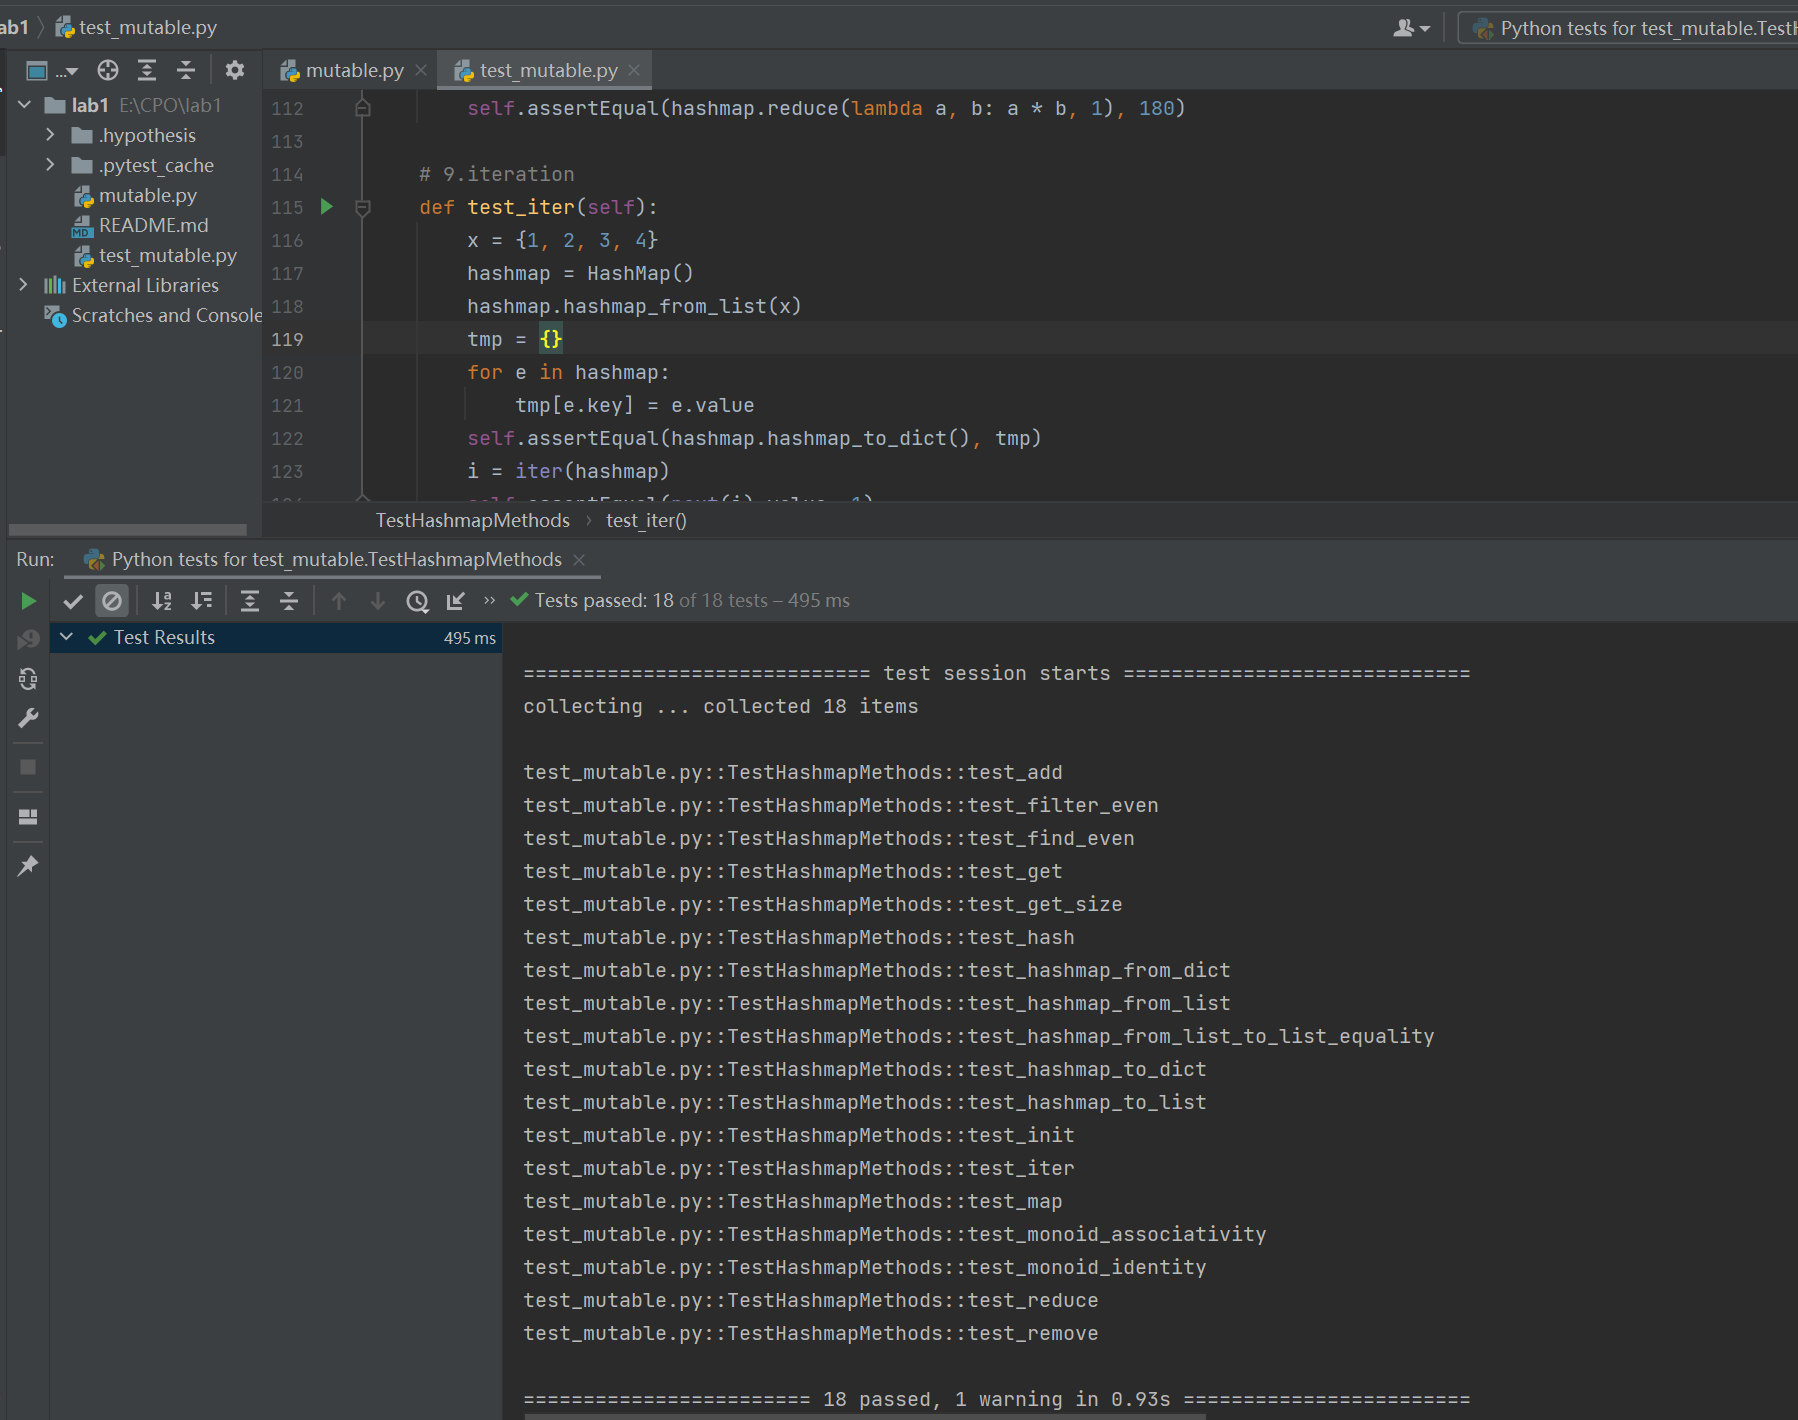 ab1 test_mutable.py
Python tests for test_mutable.Test
...
mutable.py
test_mutable.py
lab1 E:\CPO\lab1
.hypothesis
.pytest_cache
mutable.py
README.md
test_mutable.py
External Libraries
Scratches and Console
112 self.assertEqual(hashmap.reduce(lambda a, b: a * b, 1), 180)
113
114 # 9.iteration
115 def test_iter(self):
116 x = {1, 2, 3, 4}
117 hashmap = HashMap()
118 hashmap.hashmap_from_list(x)
119 tmp = {}
120 for e in hashmap:
121 tmp[e.key] = e.value
122 self.assertEqual(hashmap.hashmap_to_dict(), tmp)
123 i = iter(hashmap)
TestHashmapMethods › test_iter()
Run: Python tests for test_mutable.TestHashmapMethods
Tests passed: 18 of 18 tests – 495 ms
Test Results 495 ms
============================= test session starts =============================
collecting ... collected 18 items
test_mutable.py::TestHashmapMethods::test_add
test_mutable.py::TestHashmapMethods::test_filter_even
test_mutable.py::TestHashmapMethods::test_find_even
test_mutable.py::TestHashmapMethods::test_get
test_mutable.py::TestHashmapMethods::test_get_size
test_mutable.py::TestHashmapMethods::test_hash
test_mutable.py::TestHashmapMethods::test_hashmap_from_dict
test_mutable.py::TestHashmapMethods::test_hashmap_from_list
test_mutable.py::TestHashmapMethods::test_hashmap_from_list_to_list_equality
test_mutable.py::TestHashmapMethods::test_hashmap_to_dict
test_mutable.py::TestHashmapMethods::test_hashmap_to_list
test_mutable.py::TestHashmapMethods::test_init
test_mutable.py::TestHashmapMethods::test_iter
test_mutable.py::TestHashmapMethods::test_map
test_mutable.py::TestHashmapMethods::test_monoid_associativity
test_mutable.py::TestHashmapMethods::test_monoid_identity
test_mutable.py::TestHashmapMethods::test_reduce
test_mutable.py::TestHashmapMethods::test_remove
======================== 18 passed, 1 warning in 0.93s ========================